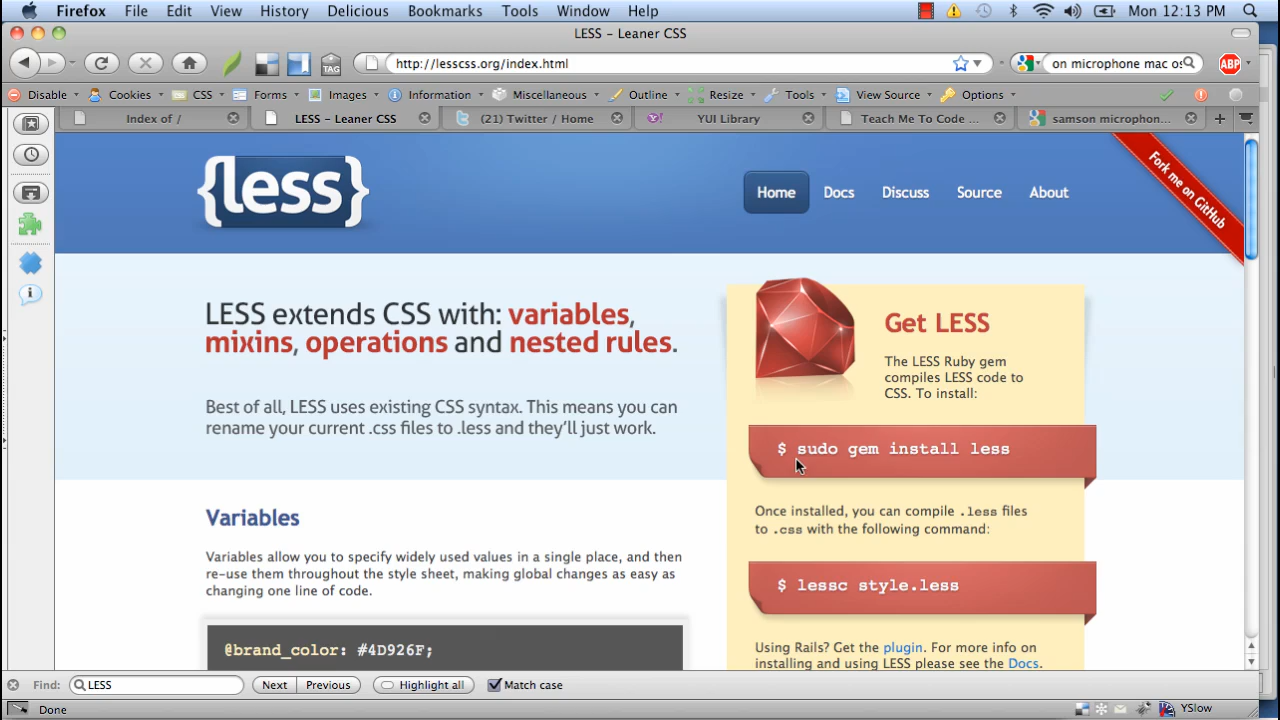 Firefox File Edit View History Delicious Bookmarks Tools Window Help Mon 12:13 PM
LESS – Leaner CSS
TAG http://lesscss.org/index.html on microphone mac os ABP
Disable Cookies CSS Forms Images Information Miscellaneous Outline Resize Tools View Source Options
Index of / LESS – Leaner CSS (21) Twitter / Home YUI Library Teach Me To Code ... samson microphon...
{less}
Home Docs Discuss Source About
Fork me on GitHub
LESS extends CSS with: variables,
mixins, operations and nested rules.
Best of all, LESS uses existing CSS syntax. This means you can
rename your current .css files to .less and they’ll just work.
Variables
Variables allow you to specify widely used values in a single place, and then
re-use them throughout the style sheet, making global changes as easy as
changing one line of code.
@brand_color: #4D926F;
Get LESS
The LESS Ruby gem
compiles LESS code to
CSS. To install:
$ sudo gem install less
Once installed, you can compile .less files
to .css with the following command:
$ lessc style.less
Using Rails? Get the plugin. For more info on
installing and using LESS please see the Docs.
Find: LESS Next Previous Highlight all Match case
Done YSlow